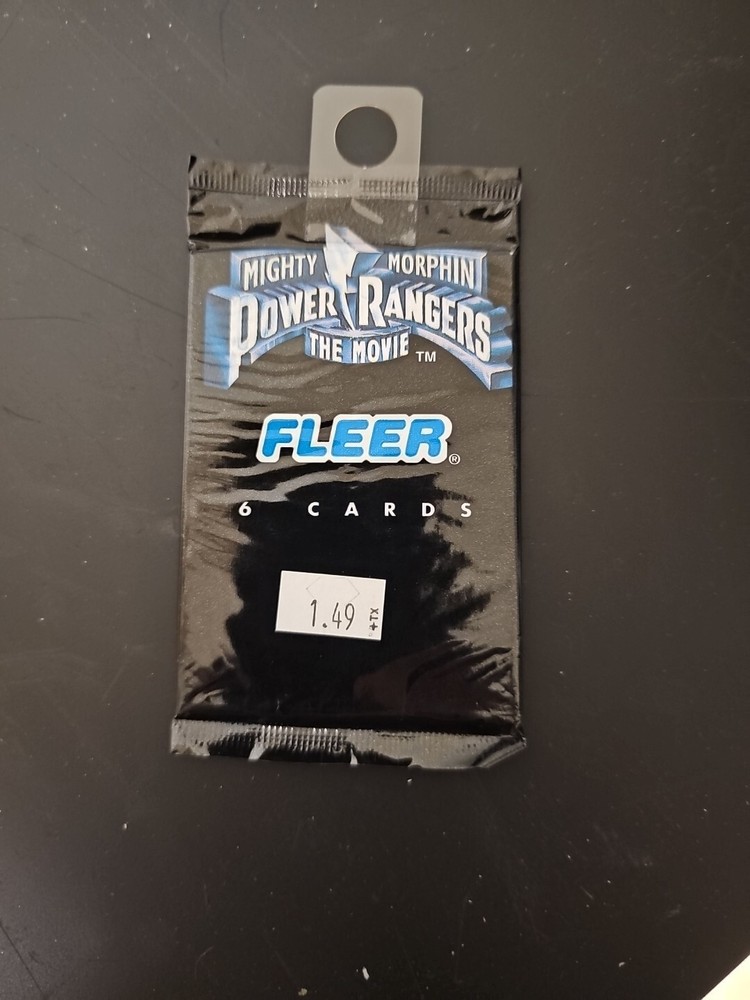 MIGHTY MORPHIN
POWER RANGERS
THE MOVIE TM
FLEER ®
6 CARDS
1.49 +TX